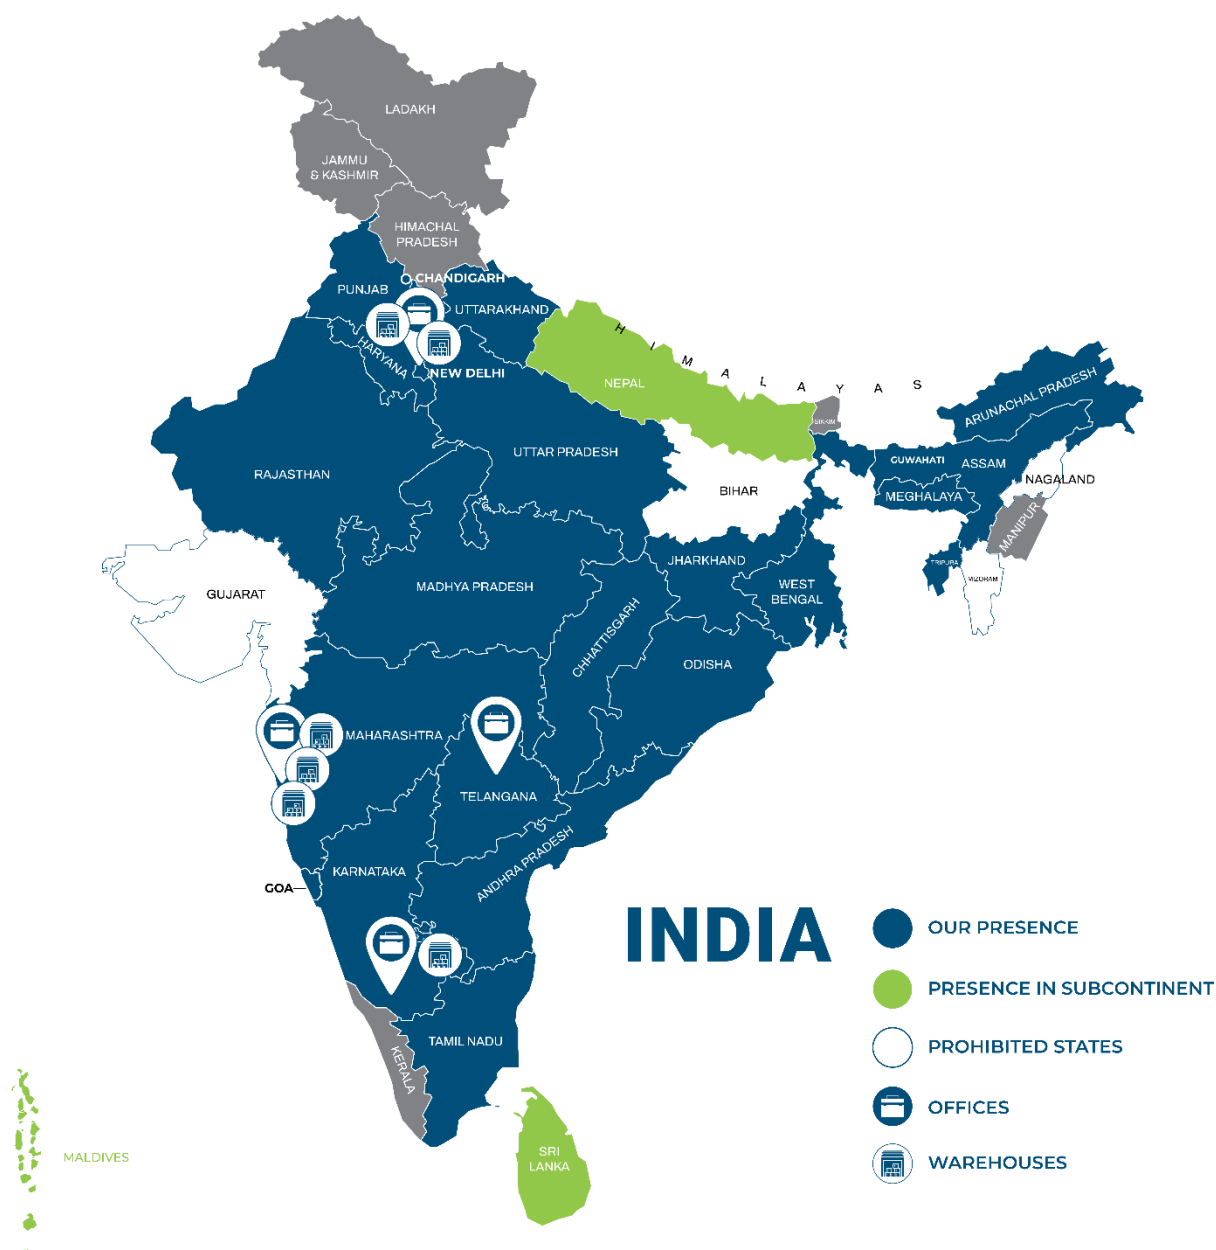 LADAKH
JAMMU
& KASHMIR
HIMACHAL
PRADESH
CHANDIGARH
PUNJAB
UTTARAKHAND
HARYANA
NEW DELHI
HIMALAYAS
NEPAL
SIKKIM
ARUNACHAL PRADESH
UTTAR PRADESH
GUWAHATI
ASSAM
RAJASTHAN
BIHAR
NAGALAND
MEGHALAYA
MANIPUR
JHARKHAND
TRIPURA
MIZORAM
MADHYA PRADESH
WEST
BENGAL
GUJARAT
CHHATTISGARH
ODISHA
MAHARASHTRA
TELANGANA
KARNATAKA
ANDHRA PRADESH
GOA
INDIA
OUR PRESENCE
PRESENCE IN SUBCONTINENT
PROHIBITED STATES
OFFICES
WAREHOUSES
TAMIL NADU
KERALA
SRI
LANKA
MALDIVES